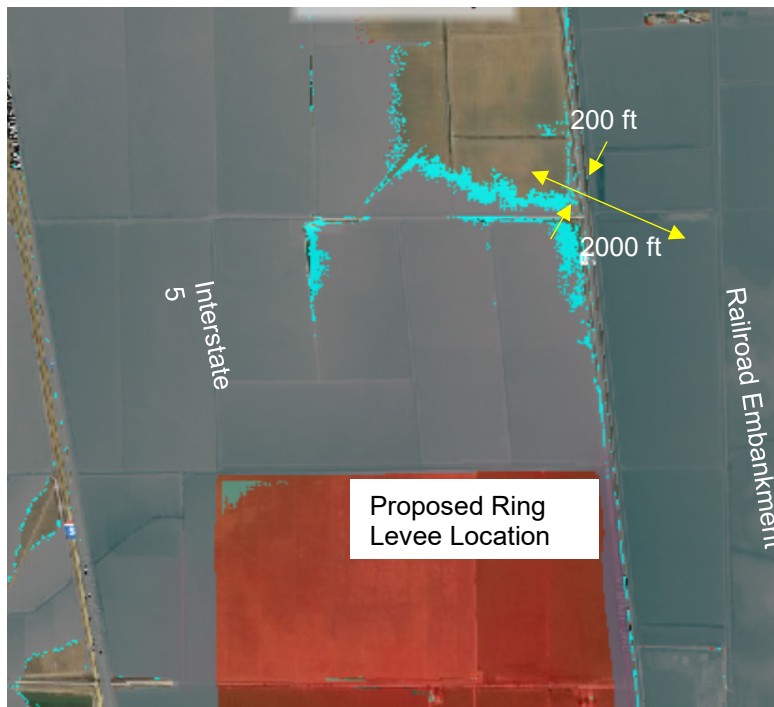 200 ft
2000 ft
Interstate
5
Railroad Embankment
Proposed Ring
Levee Location